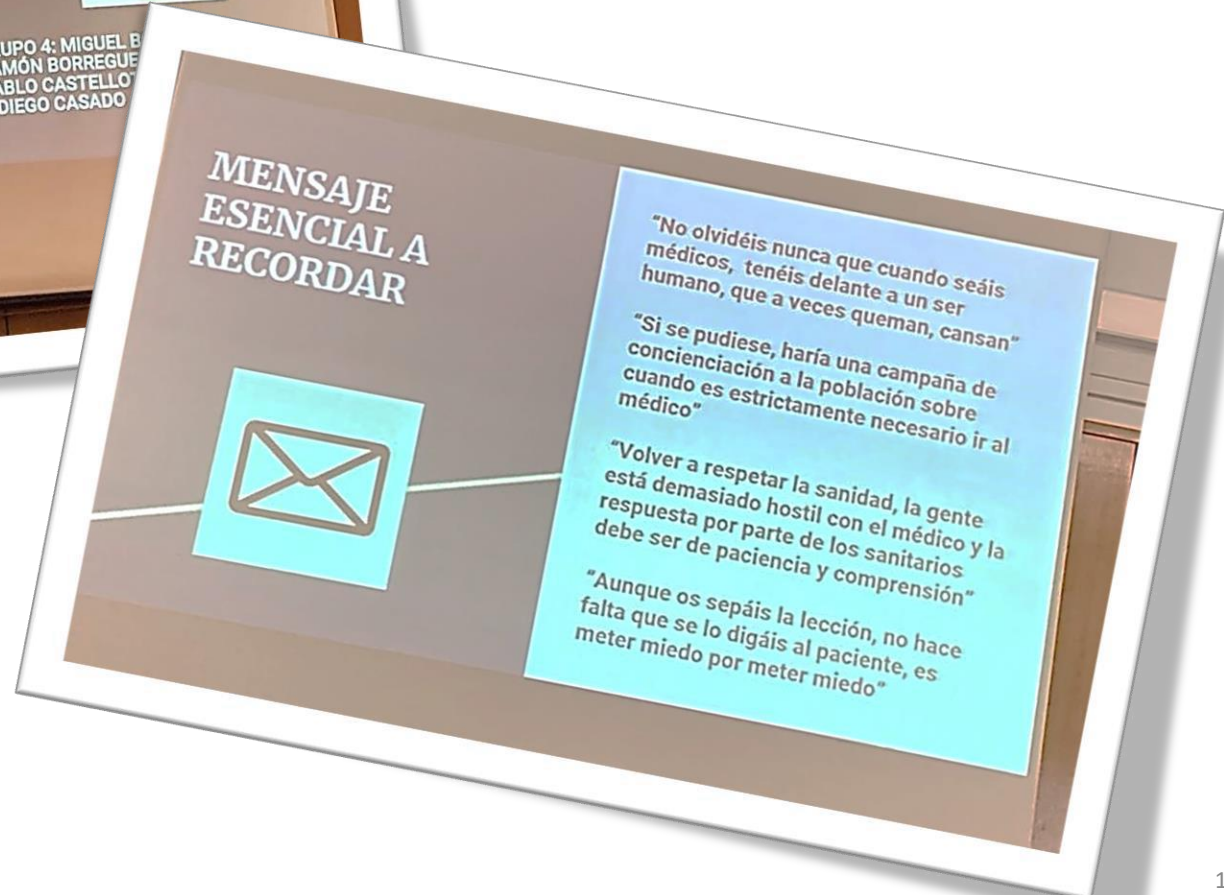 GRUPO 4: MIGUEL
BORREGUE
CASTELLO
DIEGO CASADO
MENSAJE
ESENCIAL A
RECORDAR
"No olvidéis nunca que cuando seáis
médicos, tenéis delante a un ser
humano, que a veces queman, cansan"
"Si se pudiese, haría una campaña de
concienciación a la población sobre
cuando es estrictamente necesario ir al
médico"
"Volver a respetar la sanidad, la gente
está demasiado hostil con el médico y la
respuesta por parte de los sanitarios
debe ser de paciencia y comprensión"
"Aunque os sepáis la lección, no hace
falta que se lo digáis al paciente, es
meter miedo por meter miedo"
1